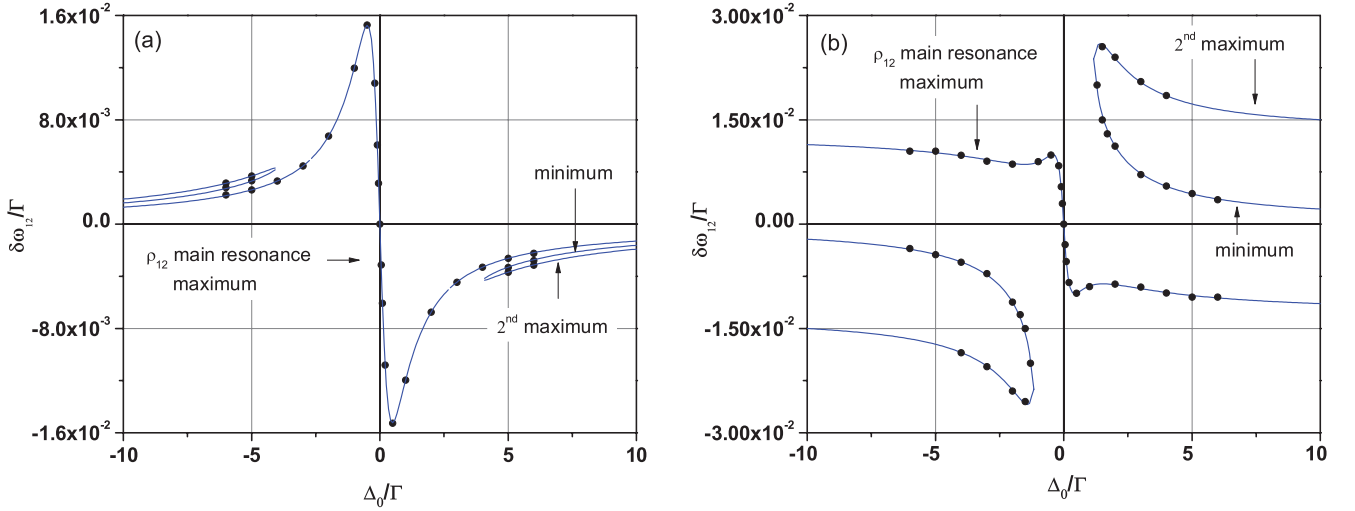 (a)
1.6x10⁻²
8.0x10⁻³
0.0
-8.0x10⁻³
-1.6x10⁻²
δω₁₂/Γ
minimum
ρ₁₂ main resonance
maximum
2ⁿᵈ maximum
-10
-5
0
5
10
Δ₀/Γ
(b)
3.00x10⁻²
1.50x10⁻²
0.00
-1.50x10⁻²
-3.00x10⁻²
δω₁₂/Γ
ρ₁₂ main resonance
maximum
2ⁿᵈ maximum
minimum
-10
-5
0
5
10
Δ₀/Γ